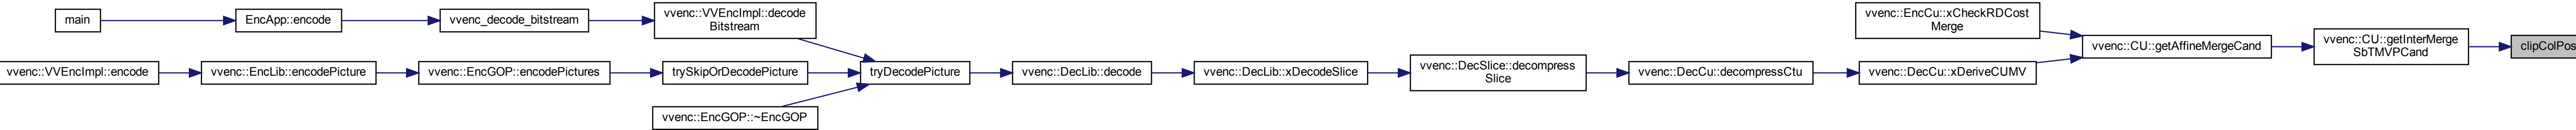 main
EncApp::encode
vvenc_decode_bitstream
vvenc::VVEncImpl::decode
Bitstream
vvenc::VVEncImpl::encode
vvenc::EncLib::encodePicture
vvenc::EncGOP::encodePictures
trySkipOrDecodePicture
vvenc::EncGOP::~EncGOP
tryDecodePicture
vvenc::DecLib::decode
vvenc::DecLib::xDecodeSlice
vvenc::DecSlice::decompress
Slice
vvenc::DecCu::decompressCtu
vvenc::EncCu::xCheckRDCost
Merge
vvenc::DecCu::xDeriveCUMV
vvenc::CU::getAffineMergeCand
vvenc::CU::getInterMerge
SbTMVPCand
clipColPos